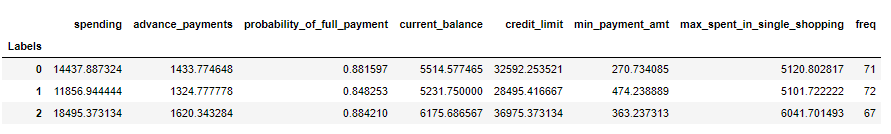 spending advance_payments probability_of_full_payment current_balance credit_limit min_payment_amt max_spent_in_single_shopping freq
Labels
0 14437.887324 1433.774648 0.881597 5514.577465 32592.253521 270.734085 5120.802817 71
1 11856.944444 1324.777778 0.848253 5231.750000 28495.416667 474.238889 5101.722222 72
2 18495.373134 1620.343284 0.884210 6175.686567 36975.373134 363.237313 6041.701493 67